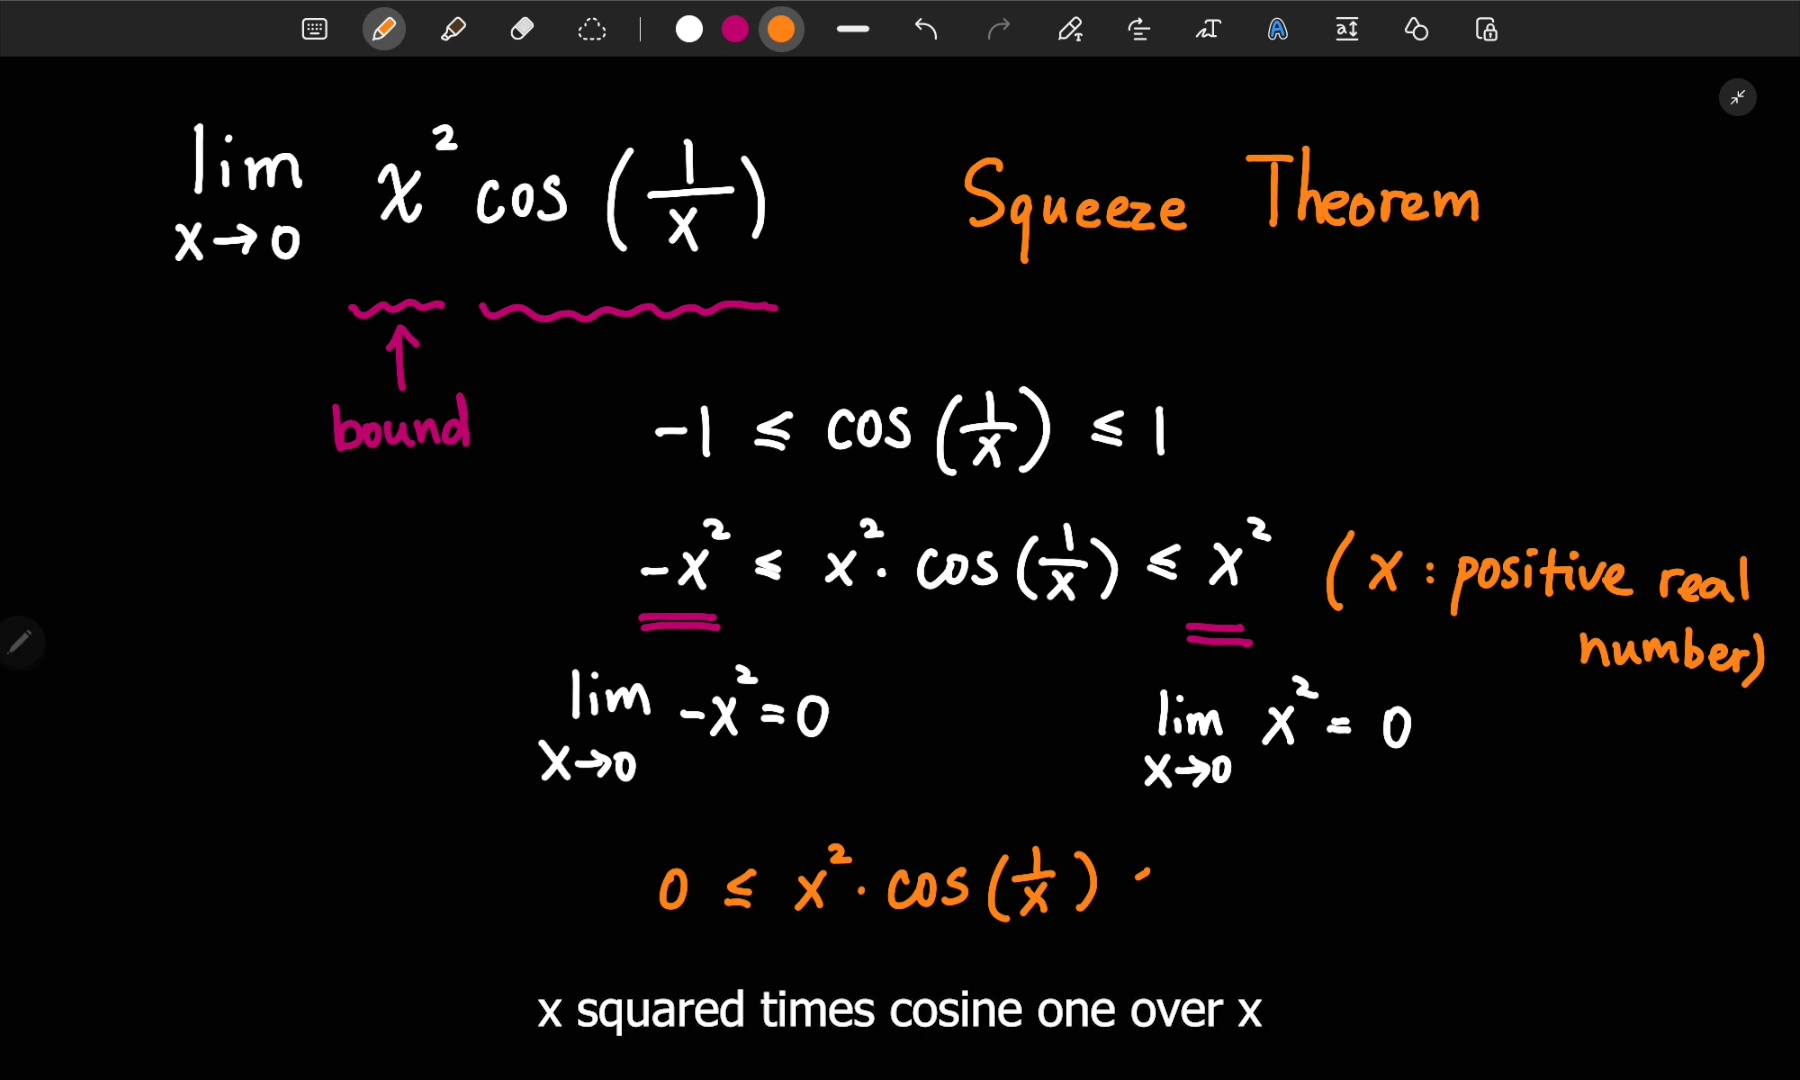 lim x→0 x² cos (1/x) Squeeze Theorem
bound
-1 ≤ cos (1/x) ≤ 1
-x² ≤ x² · cos (1/x) ≤ x² (x : positive real
number)
lim x→0 -x² = 0 lim x→0 x² = 0
0 ≤ x² · cos (1/x)
x squared times cosine one over x